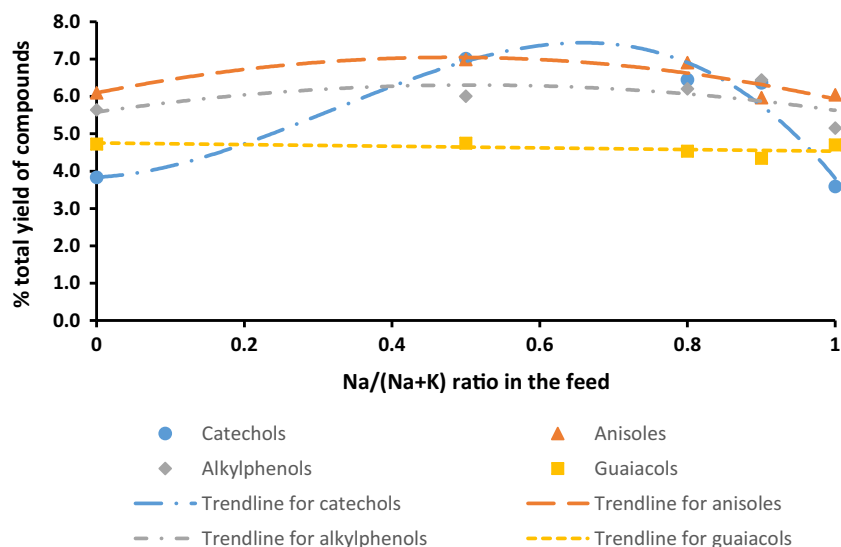 % total yield of compounds
8.0
7.0
6.0
5.0
4.0
3.0
2.0
1.0
0.0
0 0.2 0.4 0.6 0.8 1
Na/(Na+K) ratio in the feed
Catechols Anisoles
Alkylphenols Guaiacols
Trendline for catechols Trendline for anisoles
Trendline for alkylphenols Trendline for guaiacols